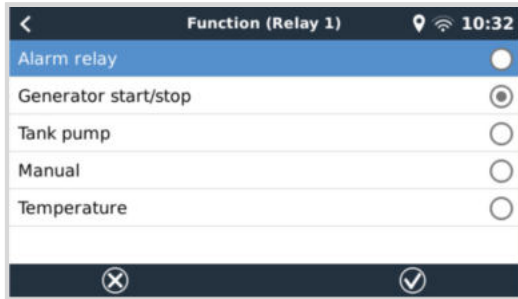 Function (Relay 1) 10:32
Alarm relay
Generator start/stop
Tank pump
Manual
Temperature